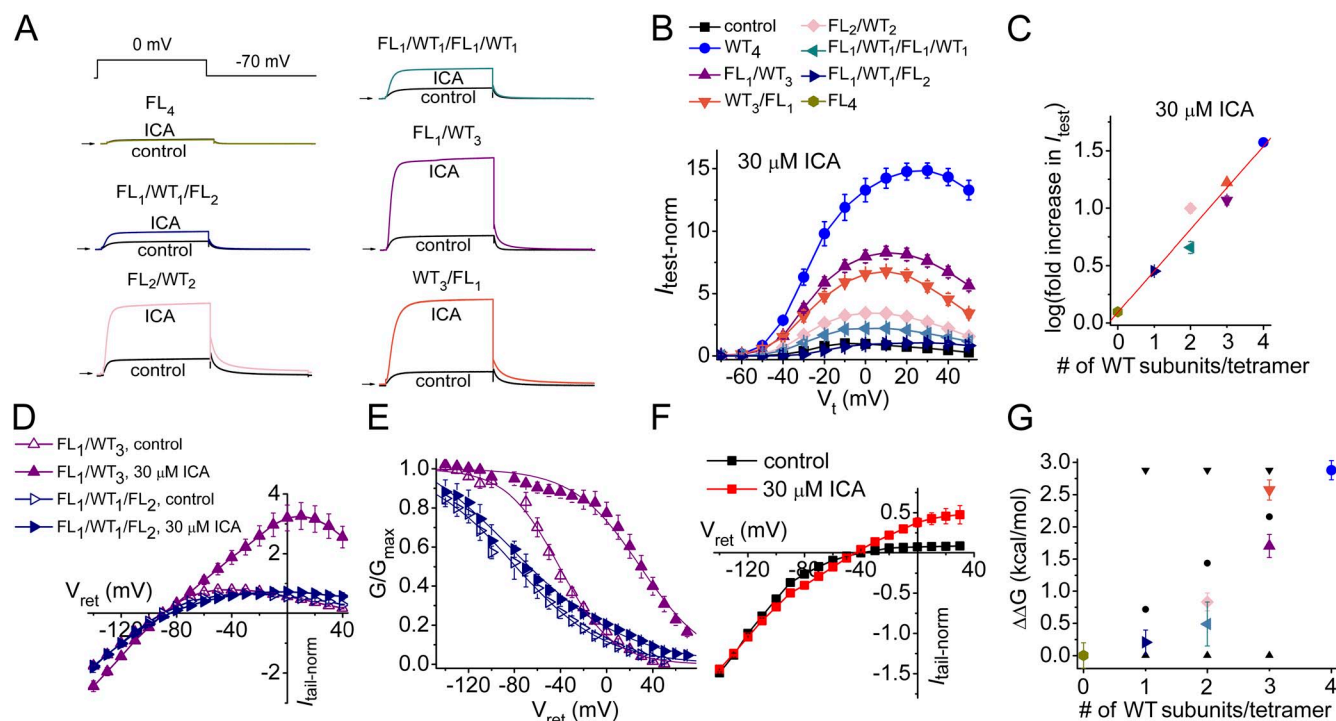 A
0 mV
-70 mV
FL4
ICA
control
FL1/WT1/FL2
ICA
control
FL2/WT2
ICA
control
FL1/WT1/FL1/WT1
ICA
control
FL1/WT3
ICA
control
WT3/FL1
ICA
control
B
control
WT4
FL1/WT3
WT3/FL1
FL2/WT2
FL1/WT1/FL1/WT1
FL1/WT1/FL2
FL4
30 μM ICA
Itest-norm
15
10
5
0
-60 -40 -20 0 20 40
Vt (mV)
C
30 μM ICA
log(fold increase in Itest)
1.5
1.0
0.5
0.0
0 1 2 3 4
# of WT subunits/tetramer
D
FL1/WT3, control
FL1/WT3, 30 μM ICA
FL1/WT1/FL2, control
FL1/WT1/FL2, 30 μM ICA
Vret (mV)
-120 -80 -40 0 40
4
2
-2
Itail-norm
E
G/Gmax
1.0
0.8
0.6
0.4
0.2
0.0
-120 -80 -40 0 40
Vret (mV)
F
control
30 μM ICA
Vret (mV)
-120 -80 -40 0 40
0.5
-0.5
-1.0
-1.5
Itail-norm
G
ΔΔG (kcal/mol)
3.0
2.5
2.0
1.5
1.0
0.5
0.0
0 1 2 3 4
# of WT subunits/tetramer